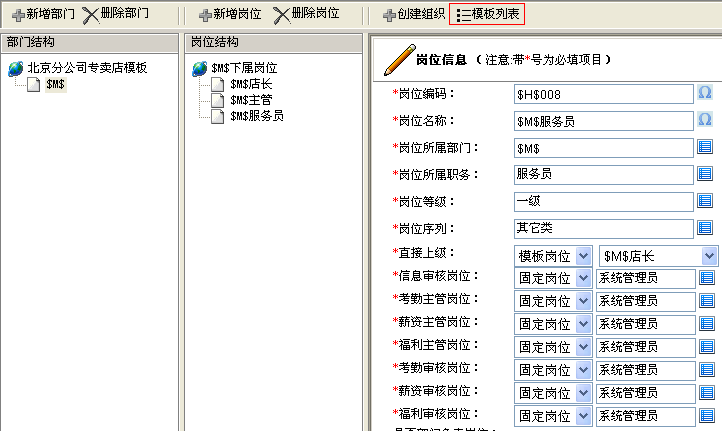 新增部门 删除部门 新增岗位 删除岗位 创建组织 模板列表
部门结构
北京分公司专卖店模板
$M$
岗位结构
$M$下属岗位
$M$店长
$M$主管
$M$服务员
岗位信息（注意:带*号为必填项目）
*岗位编码： $H$008
*岗位名称： $M$服务员
*岗位所属部门： $M$
*岗位所属职务： 服务员
*岗位等级： 一级
*岗位序列： 其它类
*直接上级： 模板岗位 $M$店长
*信息审核岗位： 固定岗位 系统管理员
*考勤主管岗位： 固定岗位 系统管理员
*薪资主管岗位： 固定岗位 系统管理员
*福利主管岗位： 固定岗位 系统管理员
*考勤审核岗位： 固定岗位 系统管理员
*薪资审核岗位： 固定岗位 系统管理员
*福利审核岗位： 固定岗位 系统管理员